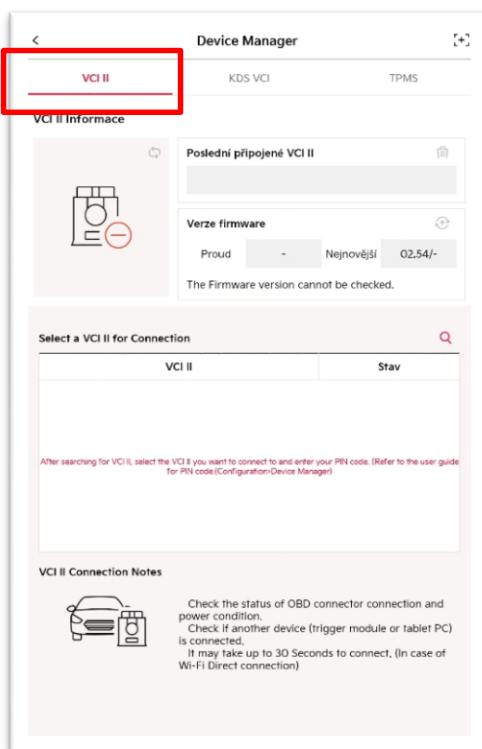 Device Manager
VCI II
KDS VCI
TPMS
VCI II Informace
Poslední připojené VCI II
Verze firmware
Proud
-
Nejnovější
02.54/-
The Firmware version cannot be checked.
Select a VCI II for Connection
VCI II
Stav
After searching for VCI II, select the VCI II you want to connect to and enter your PIN code. (Refer to the user guide
for PIN code.(Configuration>Device Manager)
VCI II Connection Notes
Check the status of OBD connector connection and
power condition.
Check if another device (trigger module or tablet PC)
is connected.
It may take up to 30 Seconds to connect. (In case of
Wi-Fi Direct connection)